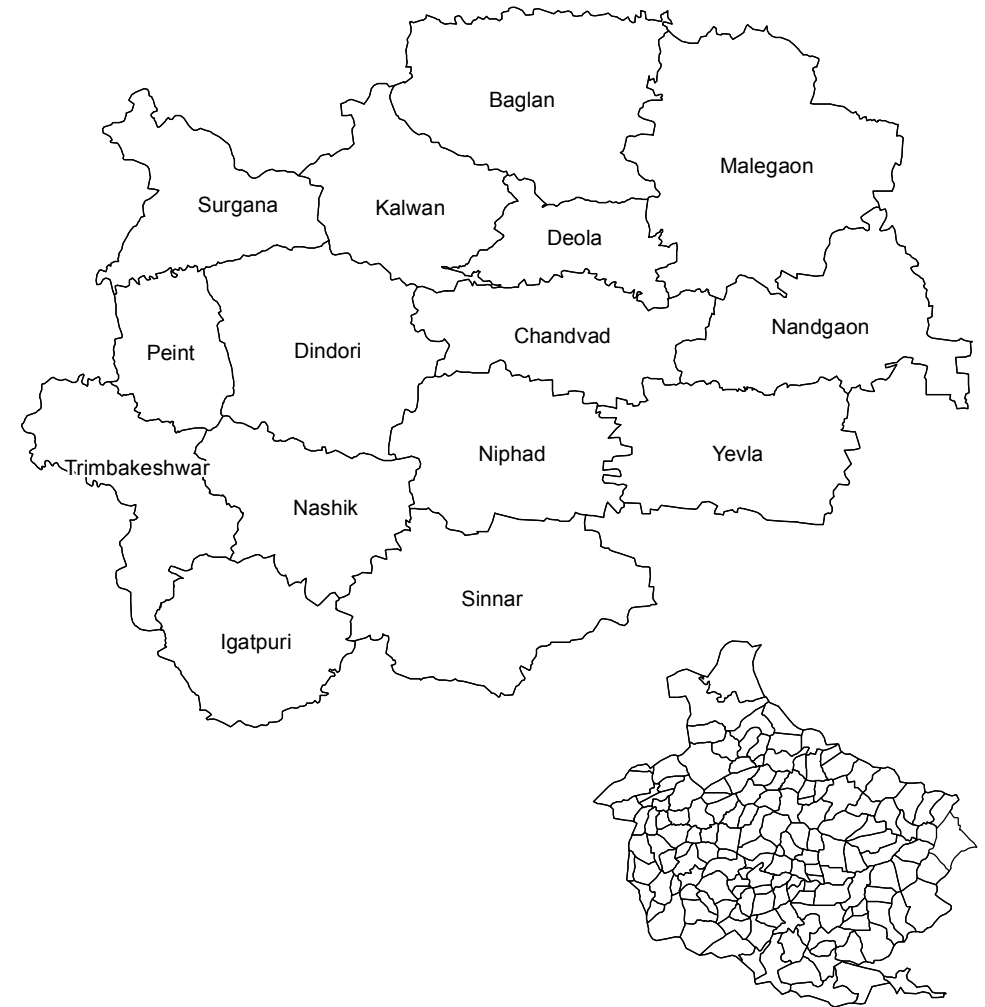 Baglan
Malegaon
Surgana
Kalwan
Deola
Nandgaon
Chandvad
Peint
Dindori
Niphad
Yevla
Trimbakeshwar
Nashik
Sinnar
Igatpuri